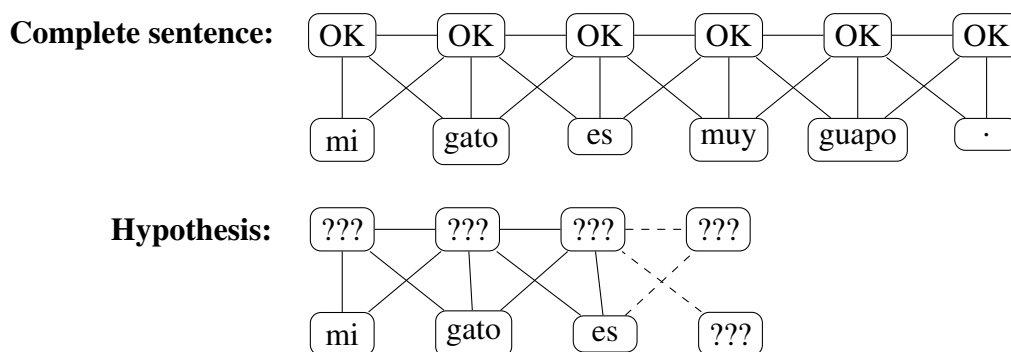 Complete sentence: OK OK OK OK OK OK
mi gato es muy guapo .
Hypothesis: ??? ??? ??? ???
mi gato es ???